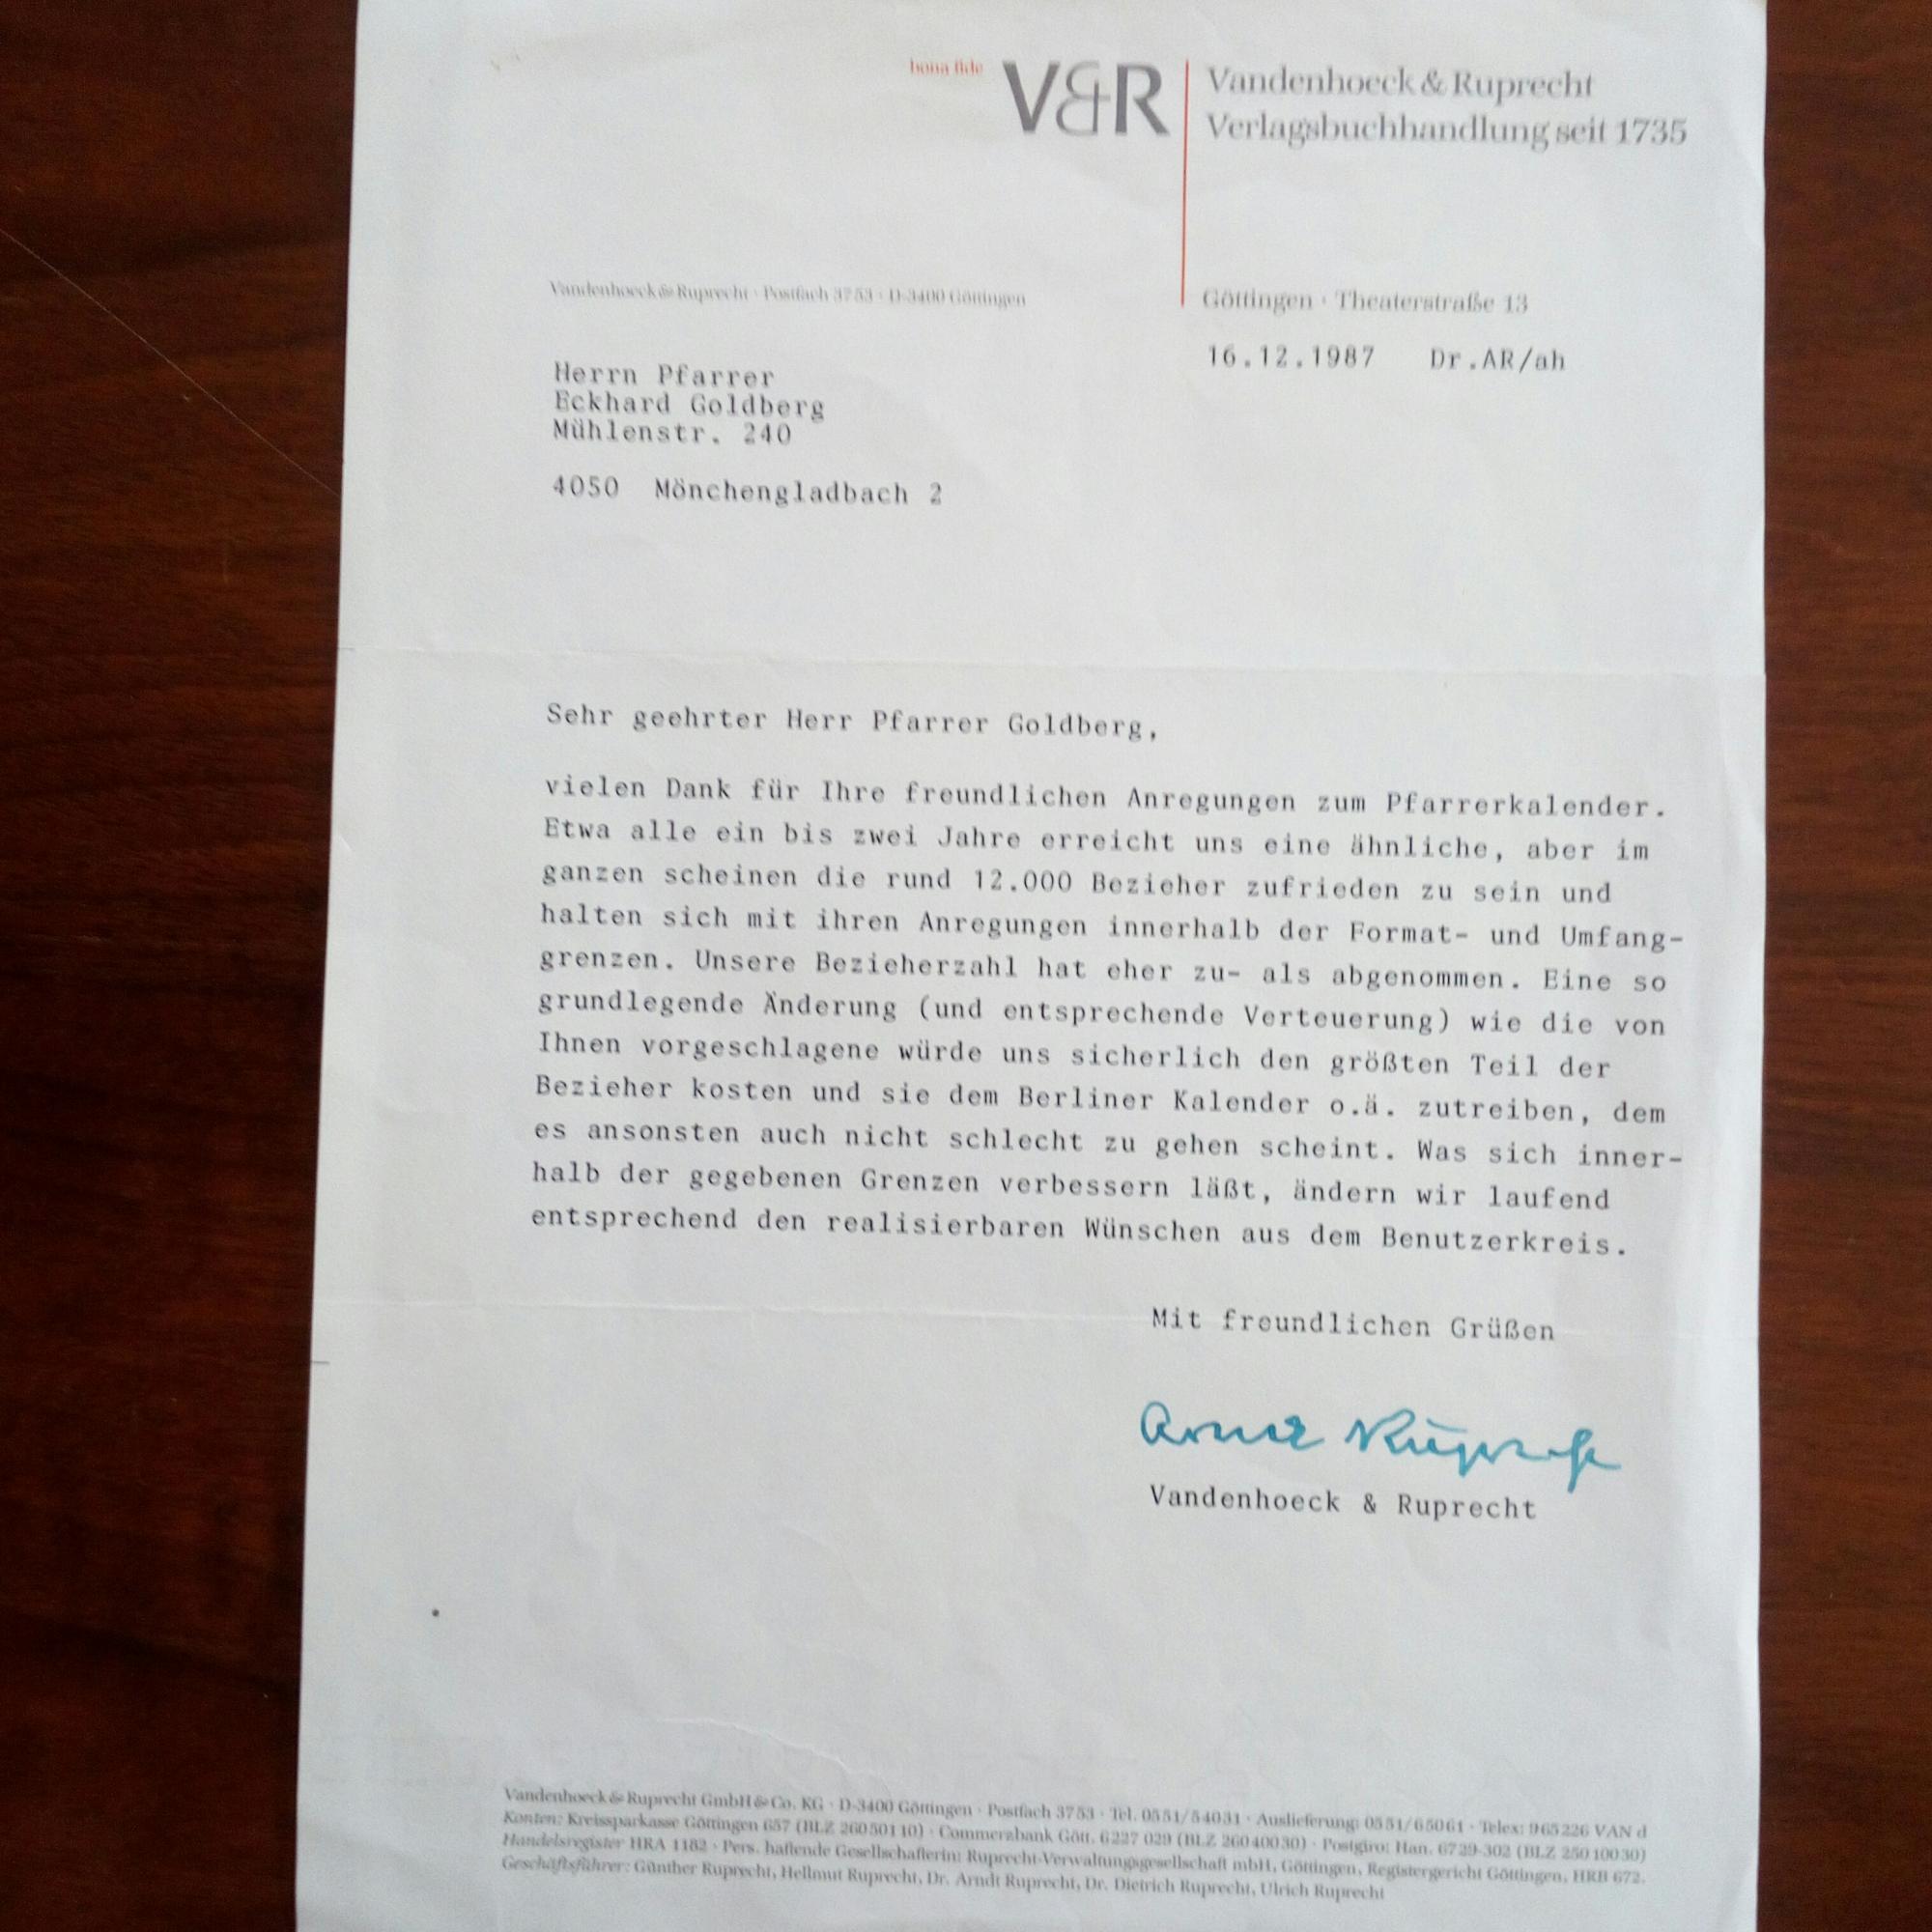 bona fide
V&R
Vandenhoeck & Ruprecht
Verlagsbuchhandlung seit 1735
Vandenhoeck & Ruprecht · Postfach 3753 · D-3400 Göttingen
Göttingen · Theaterstraße 13
16.12.1987 Dr.AR/ah
Herrn Pfarrer
Eckhard Goldberg
Mühlenstr. 240
4050 Mönchengladbach 2
Sehr geehrter Herr Pfarrer Goldberg,
vielen Dank für Ihre freundlichen Anregungen zum Pfarrerkalender.
Etwa alle ein bis zwei Jahre erreicht uns eine ähnliche, aber im
ganzen scheinen die rund 12.000 Bezieher zufrieden zu sein und
halten sich mit ihren Anregungen innerhalb der Format- und Umfang-
grenzen. Unsere Bezieherzahl hat eher zu- als abgenommen. Eine so
grundlegende Änderung (und entsprechende Verteuerung) wie die von
Ihnen vorgeschlagene würde uns sicherlich den größten Teil der
Bezieher kosten und sie dem Berliner Kalender o.ä. zutreiben, dem
es ansonsten auch nicht schlecht zu gehen scheint. Was sich inner-
halb der gegebenen Grenzen verbessern läßt, ändern wir laufend
entsprechend den realisierbaren Wünschen aus dem Benutzerkreis.
Mit freundlichen Grüßen
Arndt Ruprecht
Vandenhoeck & Ruprecht
Vandenhoeck & Ruprecht GmbH & Co. KG · D-3400 Göttingen · Postfach 3753 · Tel. 0551/54031 · Auslieferung: 0551/65061 · Telex: 965226 VAN d
Konten: Kreissparkasse Göttingen 657 (BLZ 26050110) · Commerzbank Gött. 6227 029 (BLZ 26040030) · Postgiro: Han. 6729-302 (BLZ 25010030)
Handelsregister HRA 1182 · Pers. haftende Gesellschafterin: Ruprecht-Verwaltungsgesellschaft mbH, Göttingen, Registergericht Göttingen, HRB 672.
Geschäftsführer: Günther Ruprecht, Hellmut Ruprecht, Dr. Arndt Ruprecht, Dr. Dietrich Ruprecht, Ulrich Ruprecht